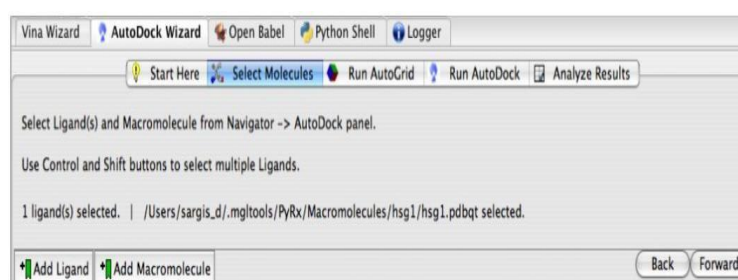 Vina Wizard AutoDock Wizard Open Babel Python Shell Logger
Start Here Select Molecules Run AutoGrid Run AutoDock Analyze Results
Select Ligand(s) and Macromolecule from Navigator -> AutoDock panel.
Use Control and Shift buttons to select multiple Ligands.
1 ligand(s) selected. | /Users/sargis_d/.mgltools/PyRx/Macromolecules/hsg1/hsg1.pdbqt selected.
Add Ligand Add Macromolecule Back Forward